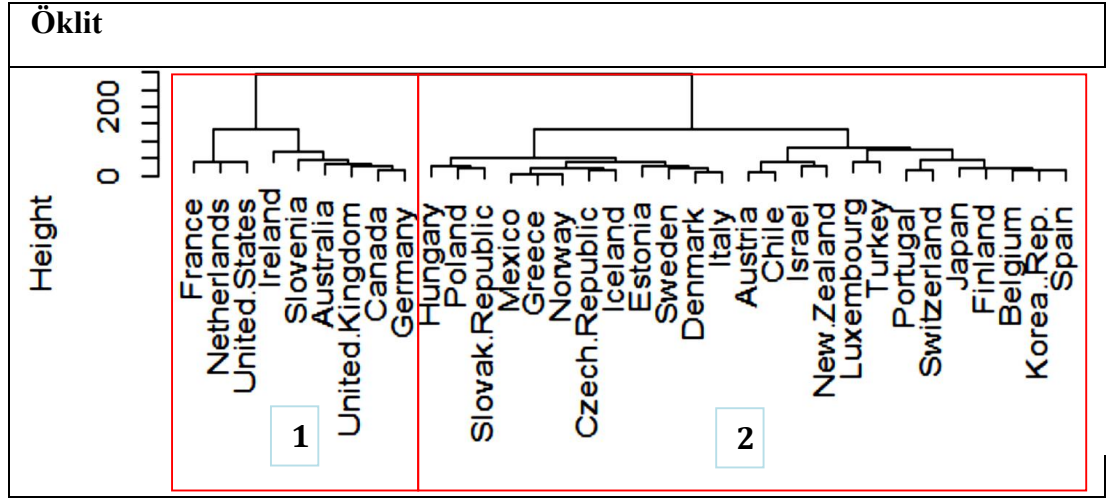 Öklit
Height
0 200
France
Netherlands
United.States
Ireland
Slovenia
Australia
United.Kingdom
Canada
Germany
Hungary
Poland
Slovak.Republic
Mexico
Greece
Norway
Czech.Republic
Iceland
Estonia
Sweden
Denmark
Italy
Austria
Chile
Israel
New.Zealand
Luxembourg
Turkey
Portugal
Switzerland
Japan
Finland
Belgium
Korea..Rep.
Spain
1
2